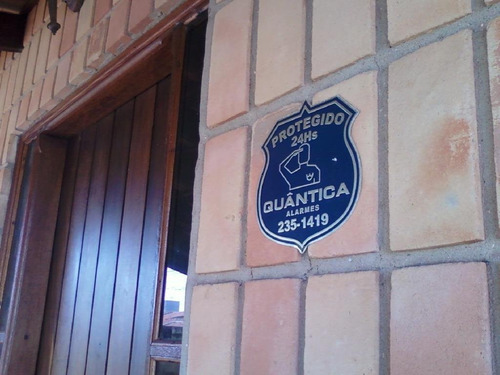 PROTEGIDO
24Hs
QUÂNTICA
ALARMES
235-1419